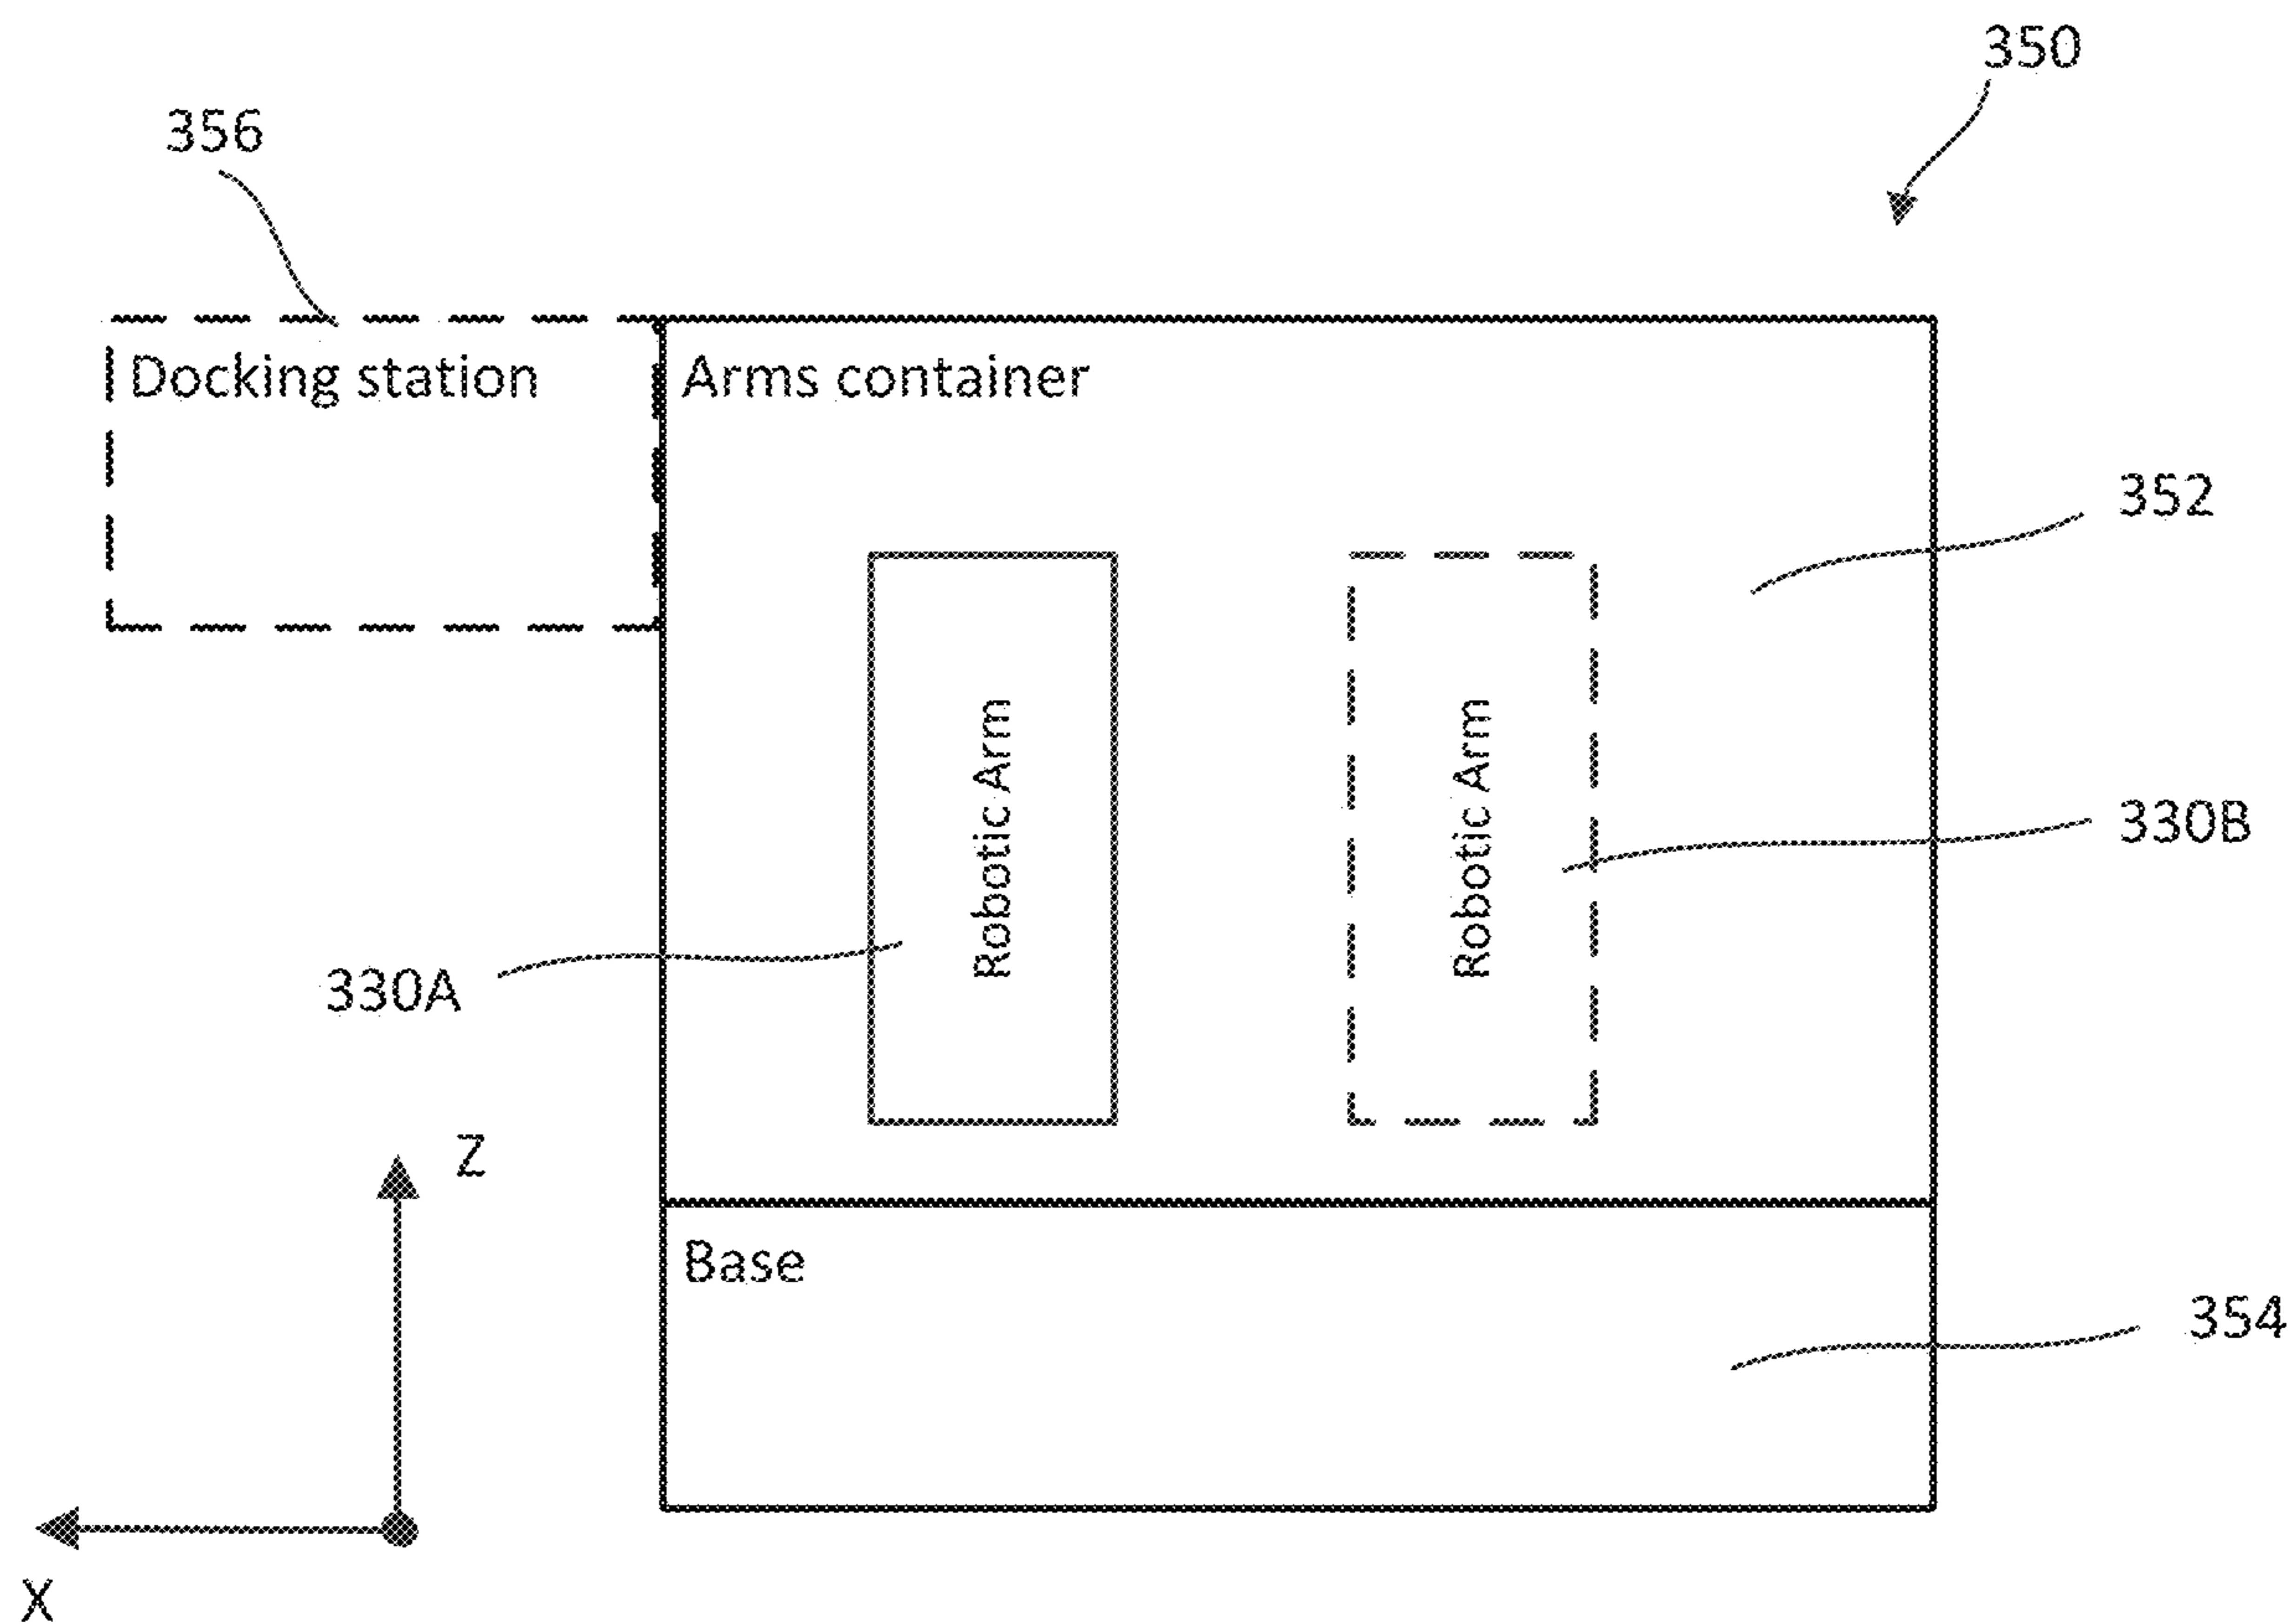 350
356
Docking station
Arms container
352
Robotic Arm
Robotic Arm
330B
330A
Z
Base
354
X